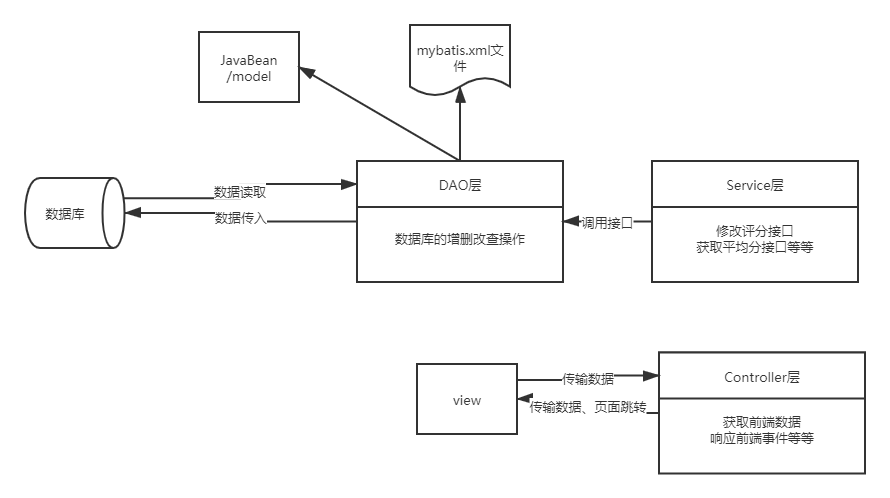 JavaBean
/model
mybatis.xml文
件
数据库
数据读取
数据传入
DAO层
数据库的增删改查操作
调用接口
Service层
修改评分接口
获取平均分接口等等
view
传输数据
传输数据、页面跳转
Controller层
获取前端数据
响应前端事件等等